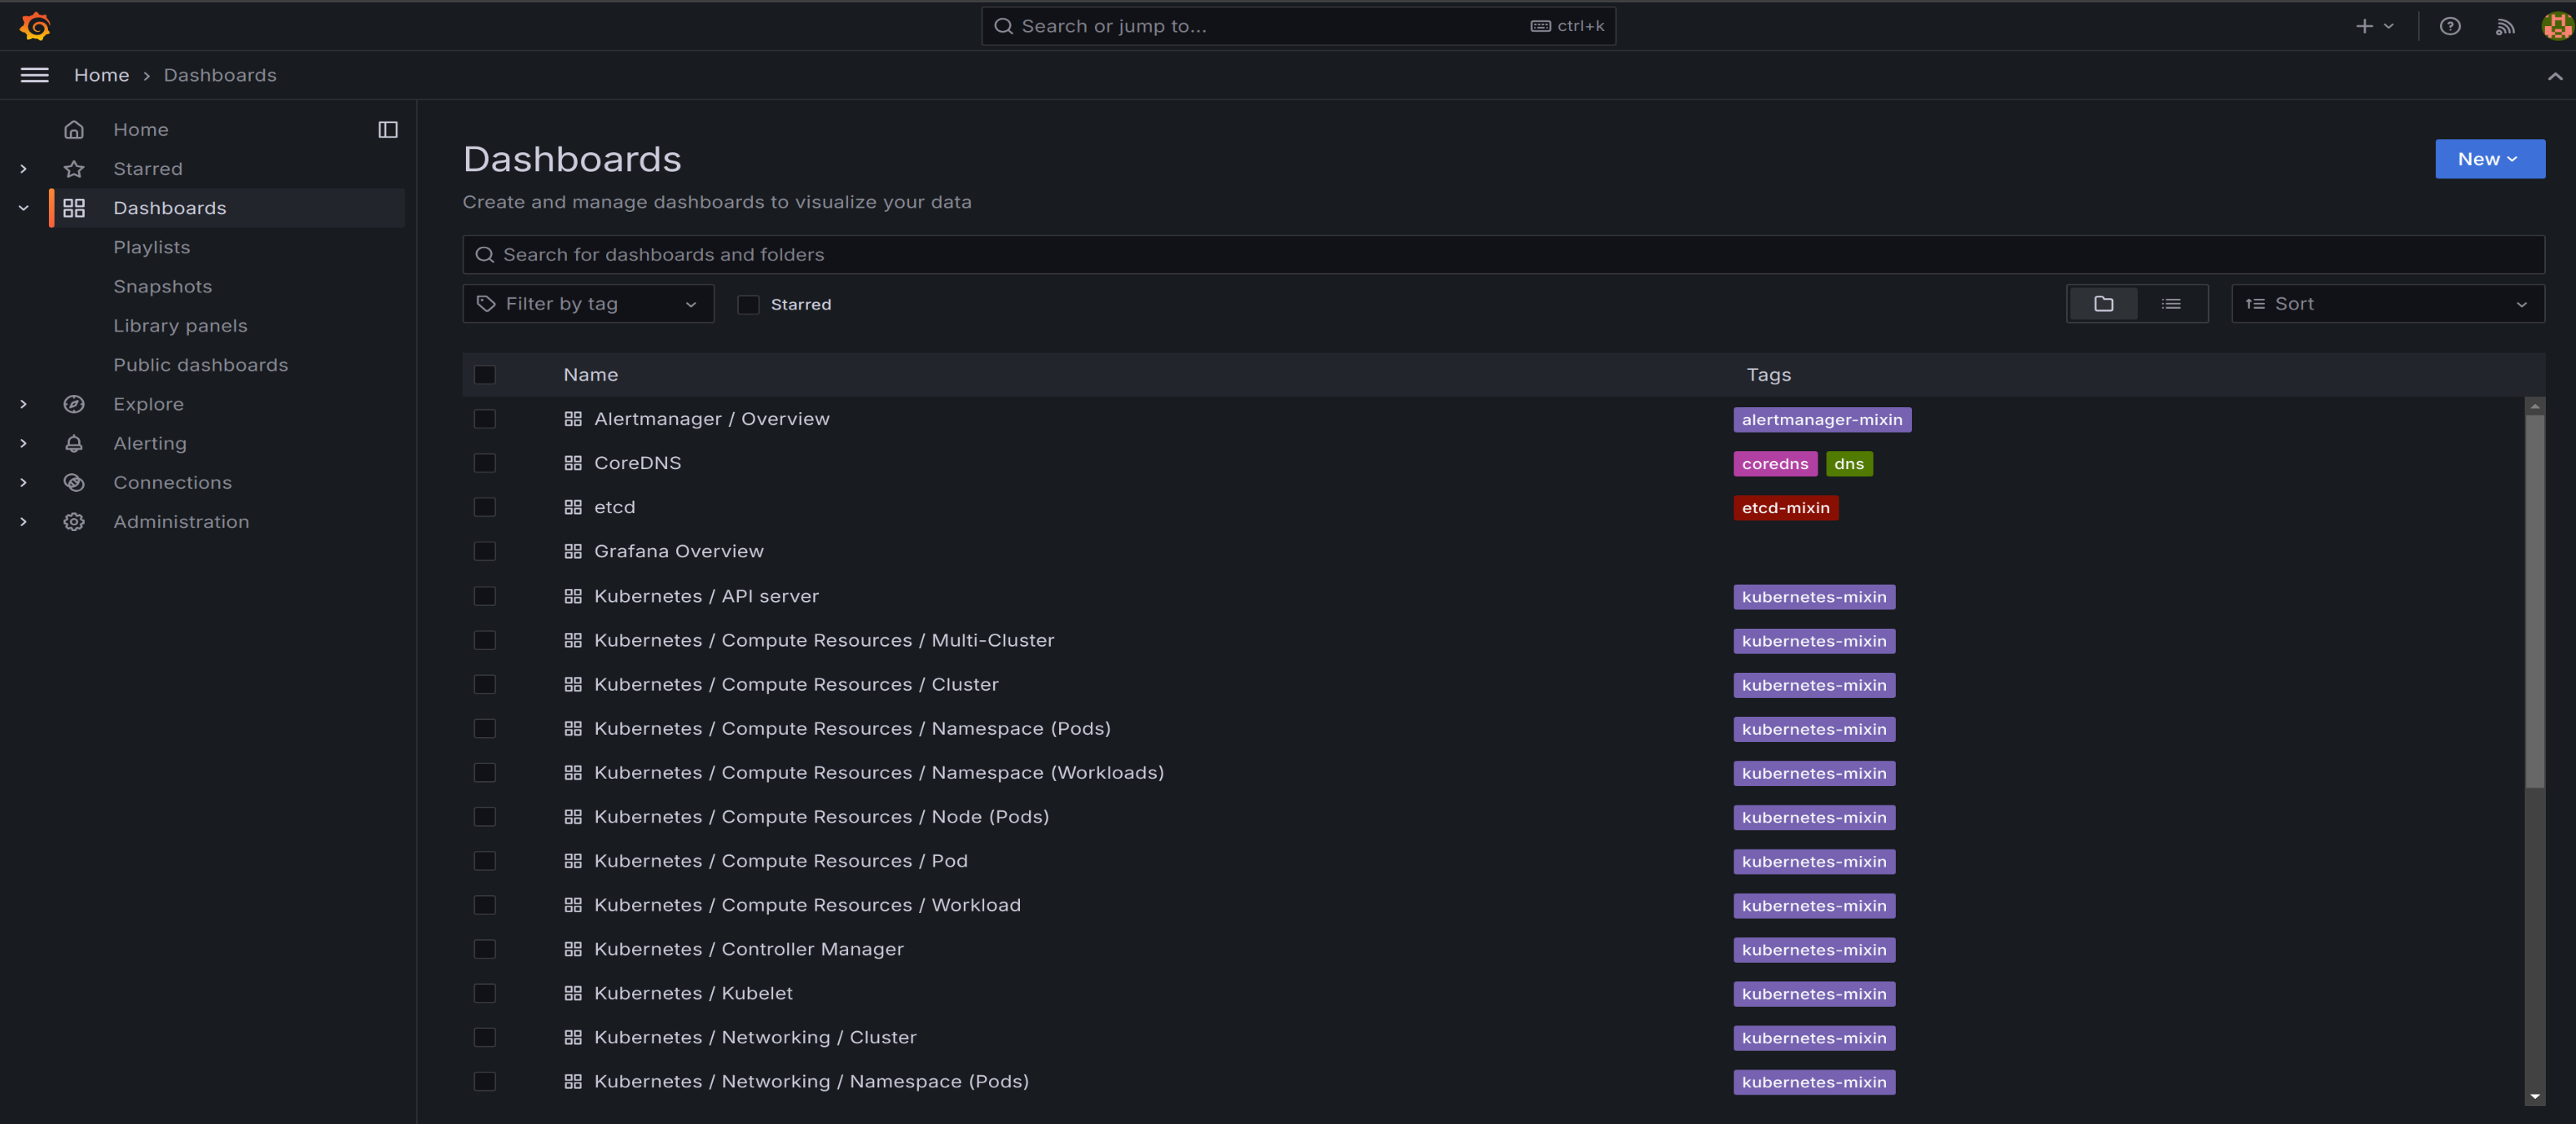 Search or jump to... ctrl+k
Home › Dashboards
Home
Starred
Dashboards
Playlists
Snapshots
Library panels
Public dashboards
Explore
Alerting
Connections
Administration
Dashboards
New
Create and manage dashboards to visualize your data
Search for dashboards and folders
Filter by tag Starred Sort
Name Tags
Alertmanager / Overview alertmanager-mixin
CoreDNS coredns dns
etcd etcd-mixin
Grafana Overview
Kubernetes / API server kubernetes-mixin
Kubernetes / Compute Resources / Multi-Cluster kubernetes-mixin
Kubernetes / Compute Resources / Cluster kubernetes-mixin
Kubernetes / Compute Resources / Namespace (Pods) kubernetes-mixin
Kubernetes / Compute Resources / Namespace (Workloads) kubernetes-mixin
Kubernetes / Compute Resources / Node (Pods) kubernetes-mixin
Kubernetes / Compute Resources / Pod kubernetes-mixin
Kubernetes / Compute Resources / Workload kubernetes-mixin
Kubernetes / Controller Manager kubernetes-mixin
Kubernetes / Kubelet kubernetes-mixin
Kubernetes / Networking / Cluster kubernetes-mixin
Kubernetes / Networking / Namespace (Pods) kubernetes-mixin